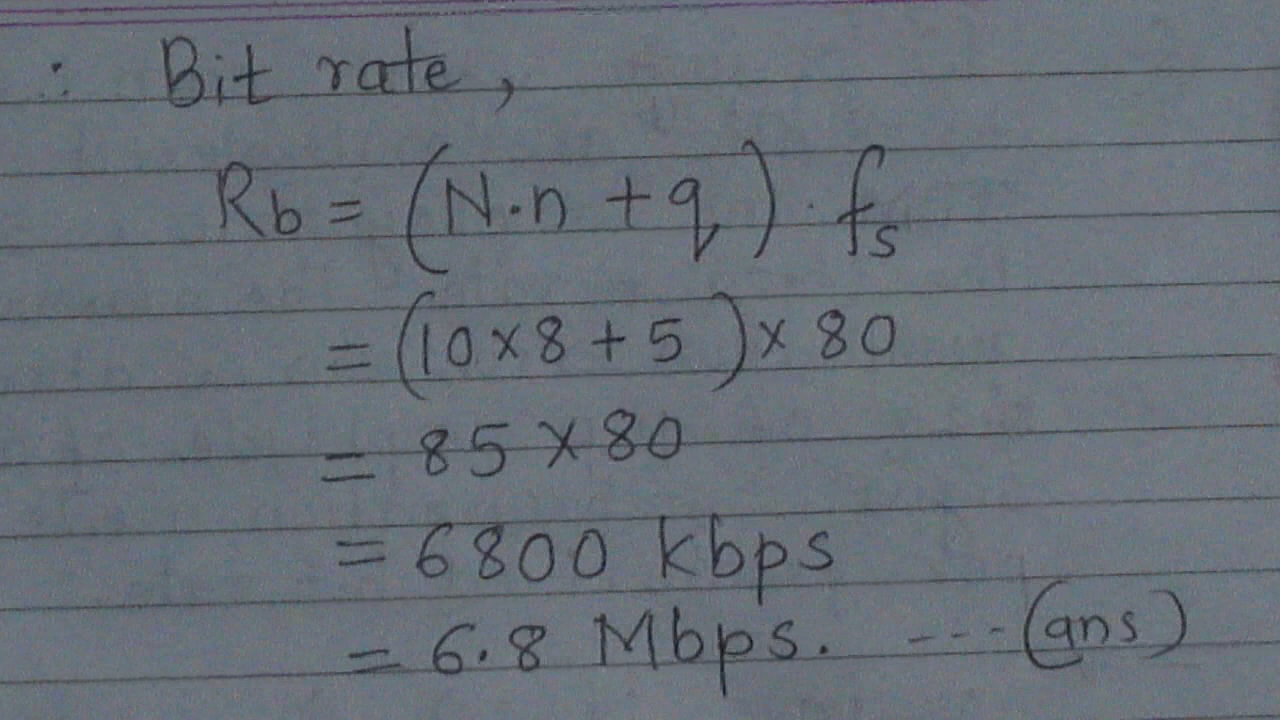 ∴ Bit rate,
Rb = (N.n + q) . fs
= (10 x 8 + 5) x 80
= 85 x 80
= 6800 kbps
= 6.8 Mbps. ---(ans)